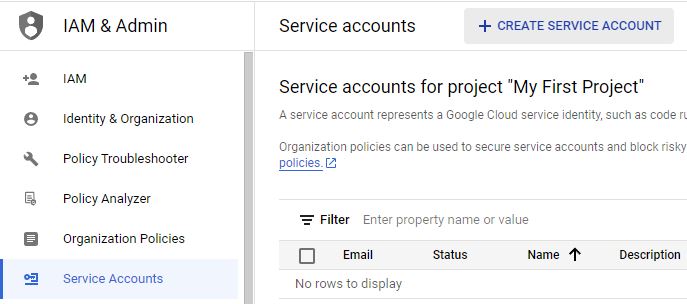 IAM & Admin
Service accounts
+ CREATE SERVICE ACCOUNT
IAM
Identity & Organization
Policy Troubleshooter
Policy Analyzer
Organization Policies
Service Accounts
Service accounts for project "My First Project"
A service account represents a Google Cloud service identity, such as code
Organization policies can be used to secure service accounts and block risky
policies.
Filter Enter property name or value
Email Status Name Description
No rows to display